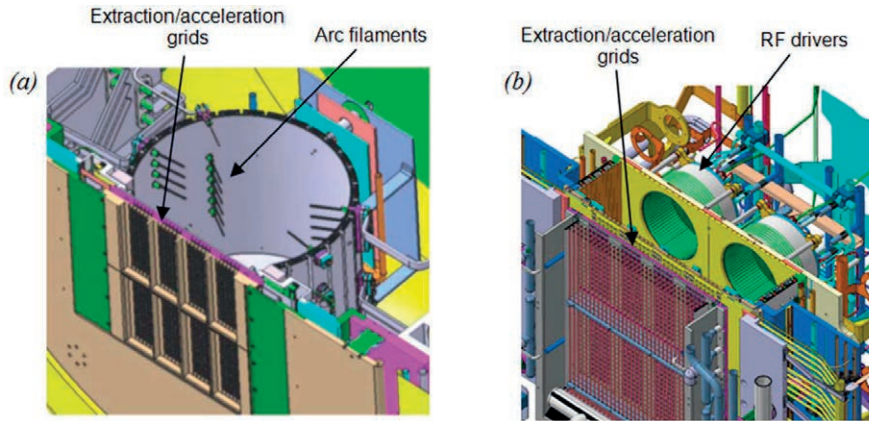 Extraction/acceleration
grids
Arc filaments
(a)
Extraction/acceleration
grids
RF drivers
(b)